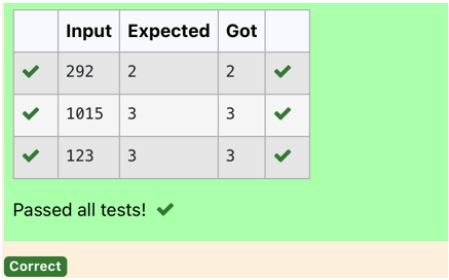 Input Expected Got
292 2 2
1015 3 3
123 3 3
Passed all tests!
Correct